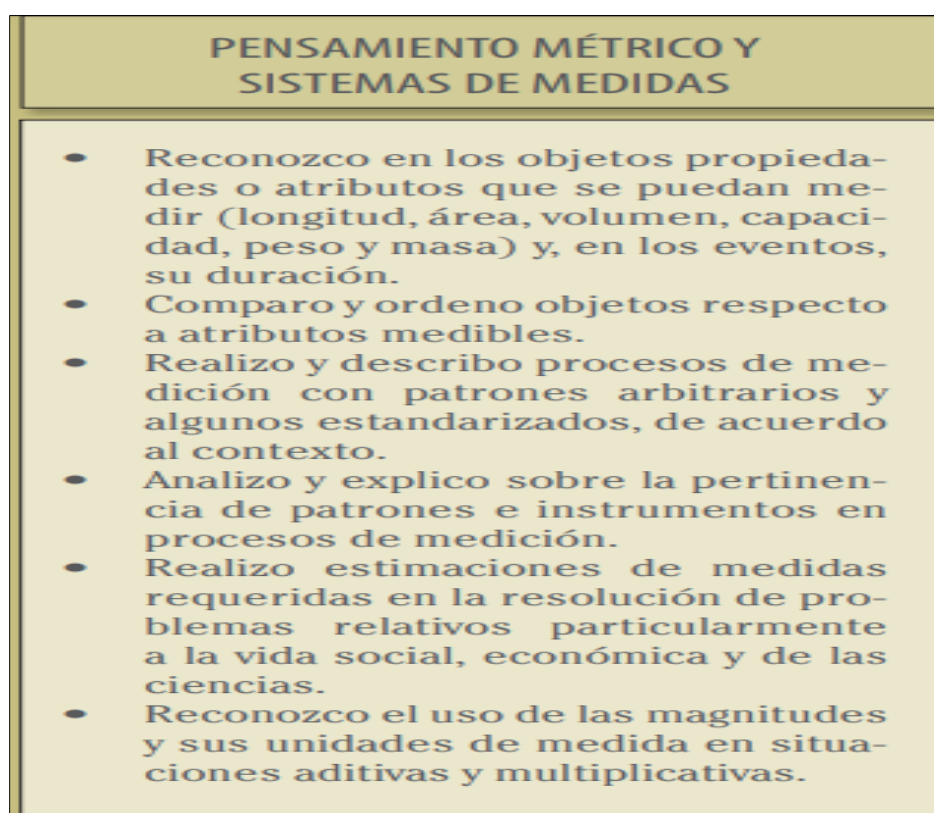 PENSAMIENTO MÉTRICO Y
SISTEMAS DE MEDIDAS
• Reconozco en los objetos propieda-
des o atributos que se puedan me-
dir (longitud, área, volumen, capaci-
dad, peso y masa) y, en los eventos,
su duración.
• Comparo y ordeno objetos respecto
a atributos medibles.
• Realizo y describo procesos de me-
dición con patrones arbitrarios y
algunos estandarizados, de acuerdo
al contexto.
• Analizo y explico sobre la pertinen-
cia de patrones e instrumentos en
procesos de medición.
• Realizo estimaciones de medidas
requeridas en la resolución de pro-
blemas relativos particularmente
a la vida social, económica y de las
ciencias.
• Reconozco el uso de las magnitudes
y sus unidades de medida en situa-
ciones aditivas y multiplicativas.